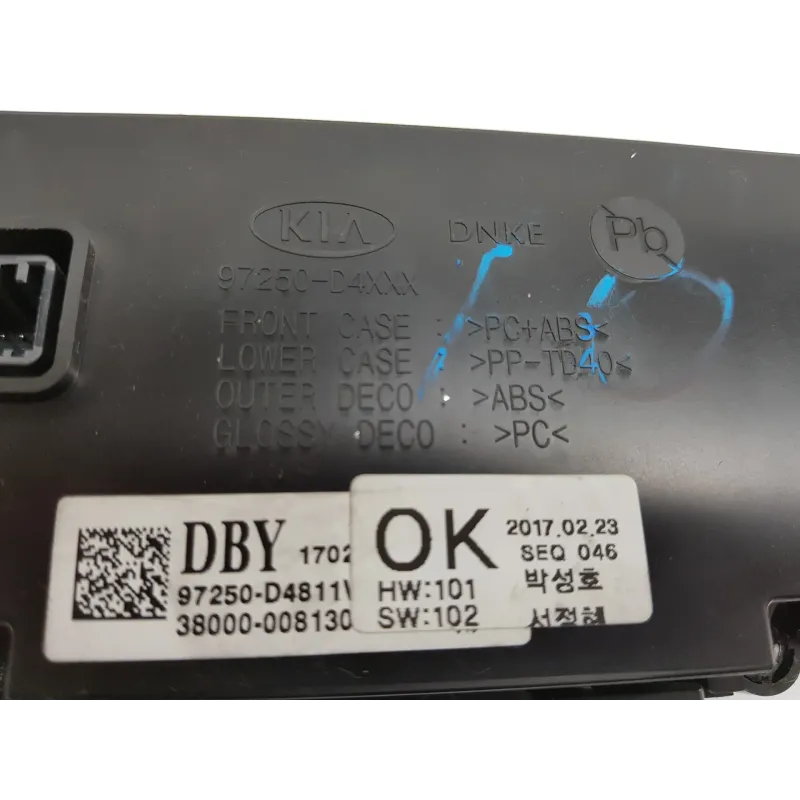 KIA DNKE Pb
97250-D4XXX
FRONT CASE : >PC+ABS<
LOWER CASE : >PP-TD40<
OUTER DECO : >ABS<
GLOSSY DECO : >PC<
DBY 1702
97250-D4811
38000-008130
OK
HW:101
SW:102
2017.02.23
SEQ 046
박성호